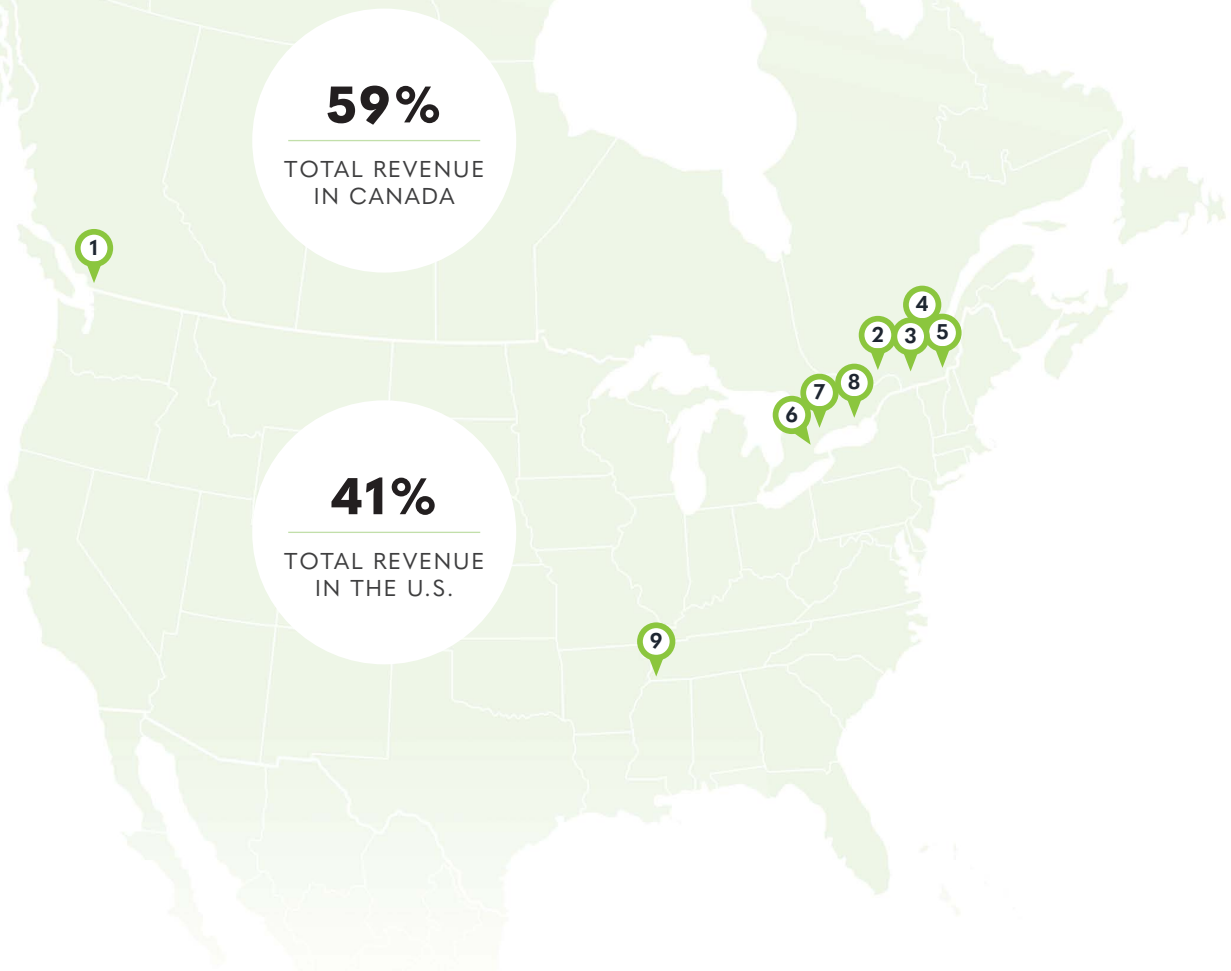 59%
TOTAL REVENUE
IN CANADA
1
4
2
3
5
8
7
6
41%
TOTAL REVENUE
IN THE U.S.
9